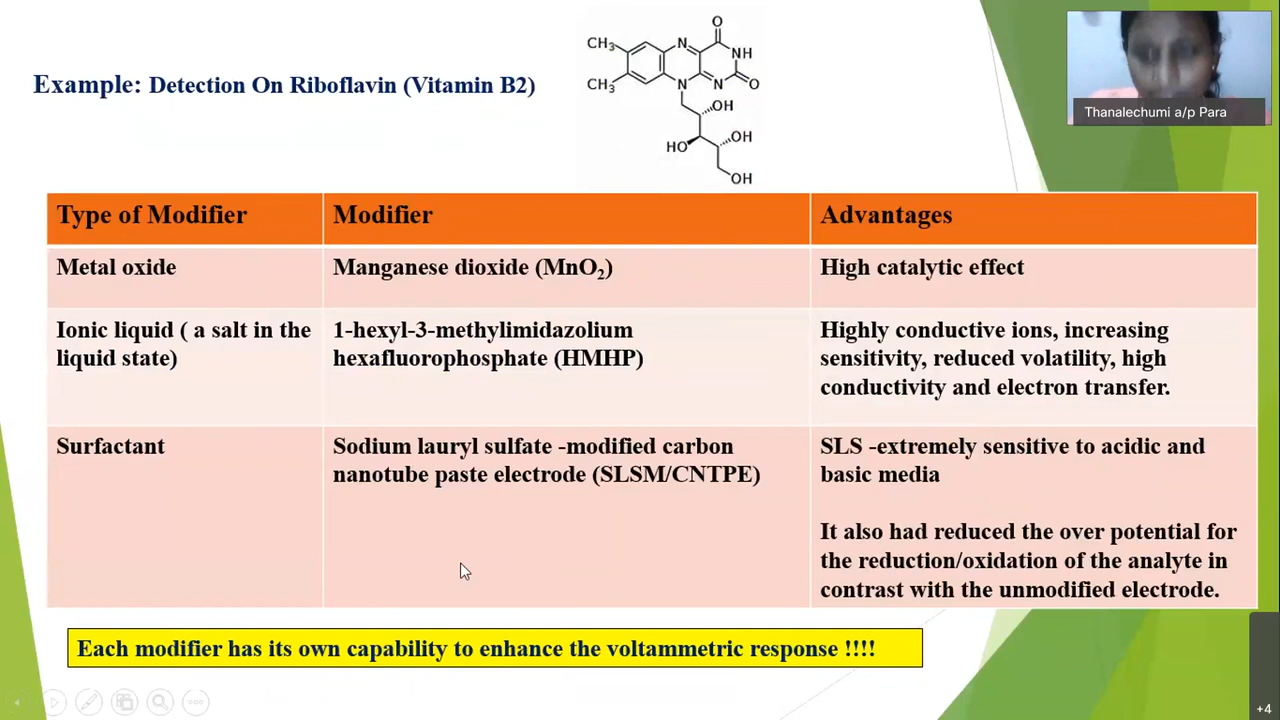 Example: Detection On Riboflavin (Vitamin B2)
O
CH₃
N
NH
CH₃
N
N
O
OH
HO
OH
OH
Thanalechumi a/p Para
Type of Modifier
Modifier
Advantages
Metal oxide
Manganese dioxide (MnO₂)
High catalytic effect
Ionic liquid ( a salt in the
liquid state)
1-hexyl-3-methylimidazolium
hexafluorophosphate (HMHP)
Highly conductive ions, increasing
sensitivity, reduced volatility, high
conductivity and electron transfer.
Surfactant
Sodium lauryl sulfate -modified carbon
nanotube paste electrode (SLSM/CNTPE)
SLS -extremely sensitive to acidic and
basic media
It also had reduced the over potential for
the reduction/oxidation of the analyte in
contrast with the unmodified electrode.
Each modifier has its own capability to enhance the voltammetric response !!!!
+4